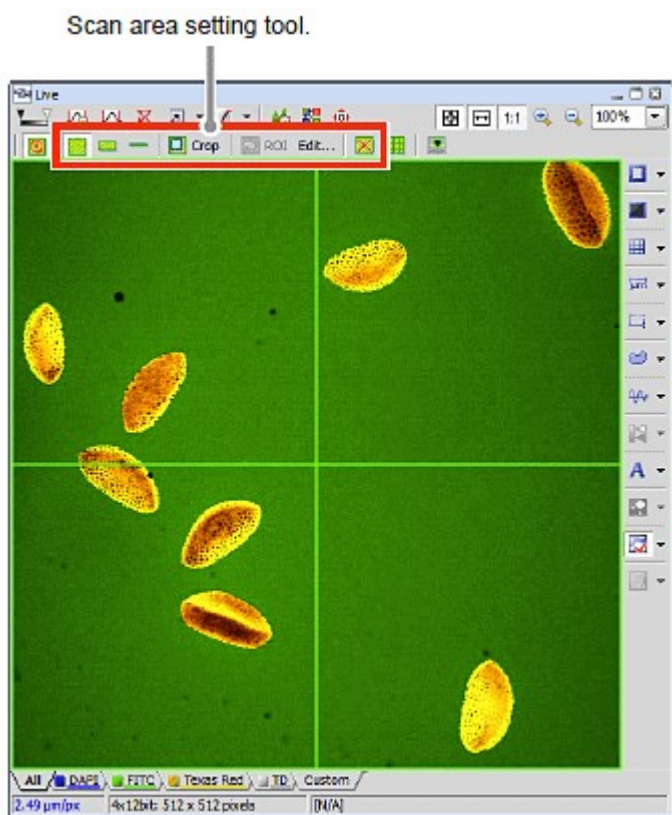 Scan area setting tool.
Live
1:1 100%
Crop ROI Edit...
A
All DAPI FITC Texas Red TD Custom
2.49 µm/px 4x12bit: 512 x 512 pixels [N/A]